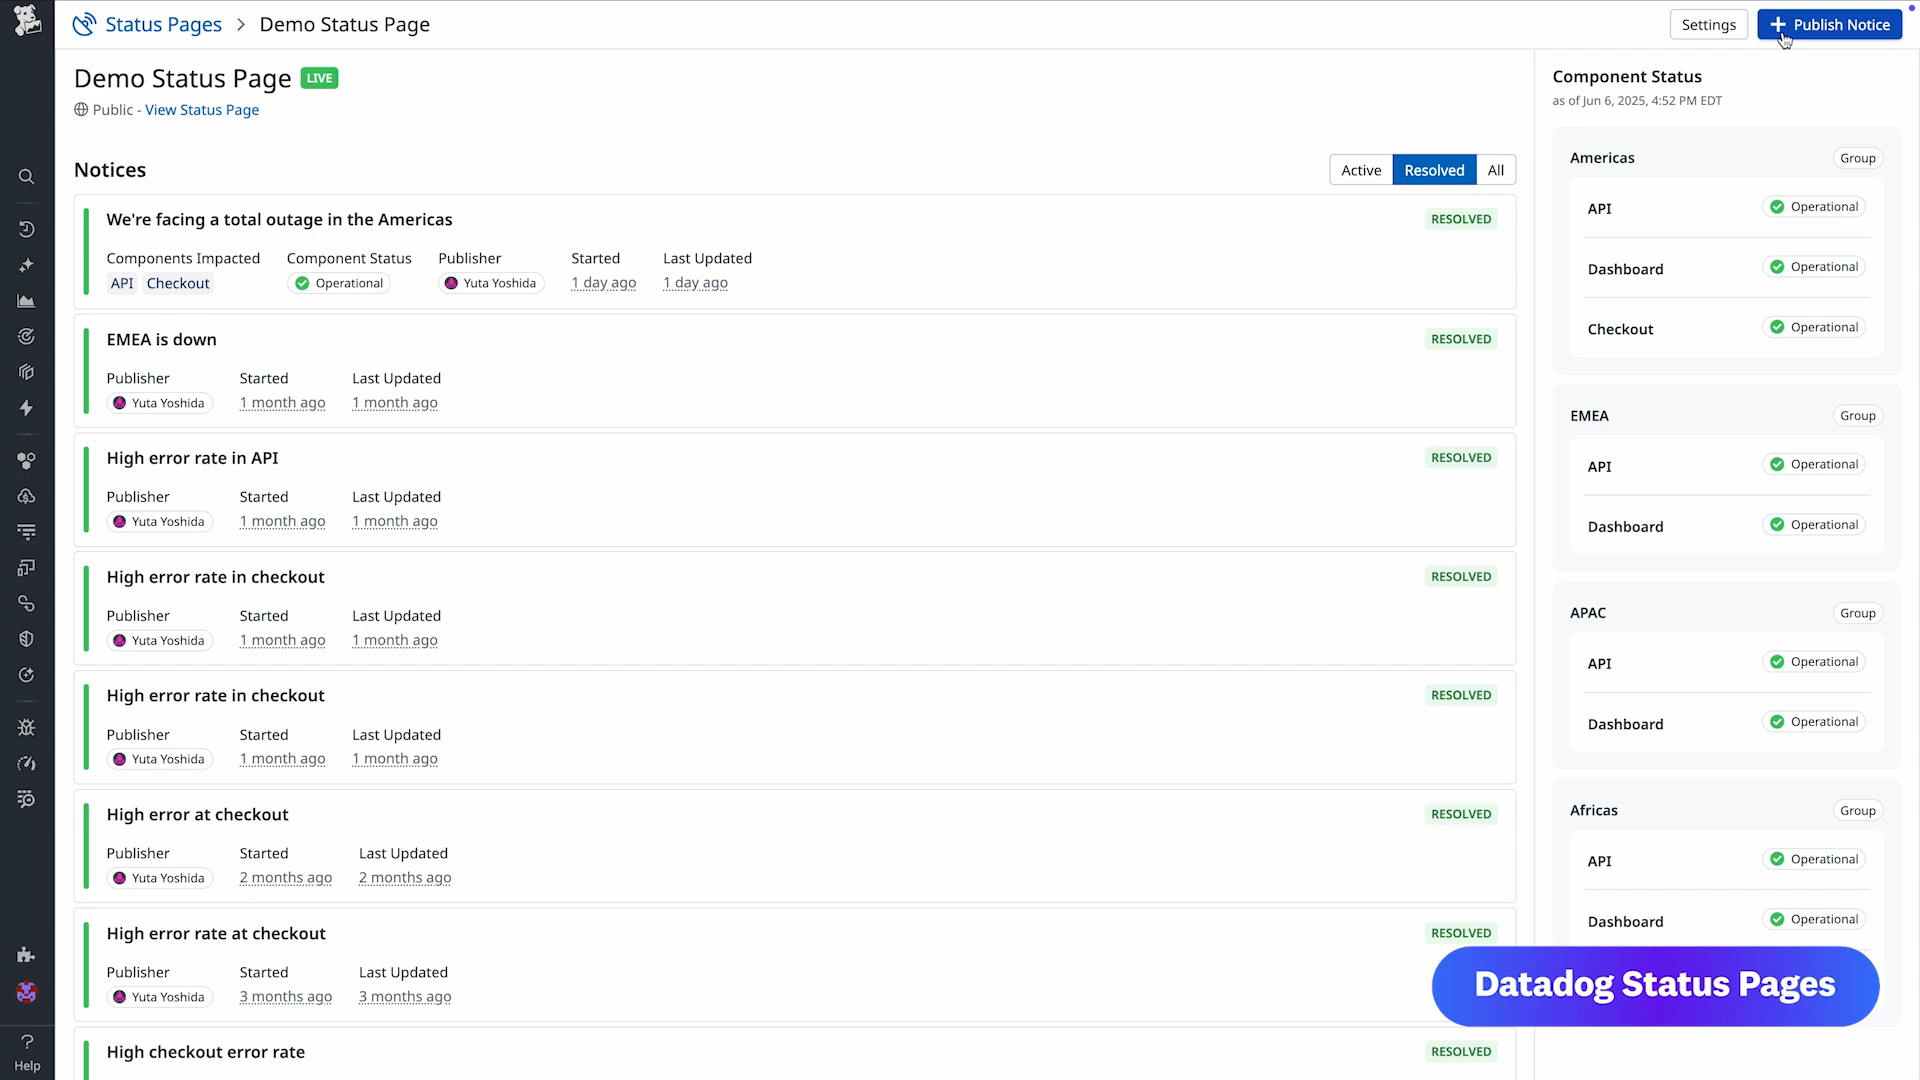 Status Pages > Demo Status Page
Settings
+ Publish Notice
Demo Status Page LIVE
Public - View Status Page
Notices
Active Resolved All
We're facing a total outage in the Americas RESOLVED
Components Impacted Component Status Publisher Started Last Updated
API Checkout Operational Yuta Yoshida 1 day ago 1 day ago
EMEA is down RESOLVED
Publisher Started Last Updated
Yuta Yoshida 1 month ago 1 month ago
High error rate in API RESOLVED
Publisher Started Last Updated
Yuta Yoshida 1 month ago 1 month ago
High error rate in checkout RESOLVED
Publisher Started Last Updated
Yuta Yoshida 1 month ago 1 month ago
High error rate in checkout RESOLVED
Publisher Started Last Updated
Yuta Yoshida 1 month ago 1 month ago
High error at checkout RESOLVED
Publisher Started Last Updated
Yuta Yoshida 2 months ago 2 months ago
High error rate at checkout RESOLVED
Publisher Started Last Updated
Yuta Yoshida 3 months ago 3 months ago
High checkout error rate RESOLVED
Component Status
as of Jun 6, 2025, 4:52 PM EDT
Americas Group
API Operational
Dashboard Operational
Checkout Operational
EMEA Group
API Operational
Dashboard Operational
APAC Group
API Operational
Dashboard Operational
Africas Group
API Operational
Dashboard Operational
Datadog Status Pages
?
Help